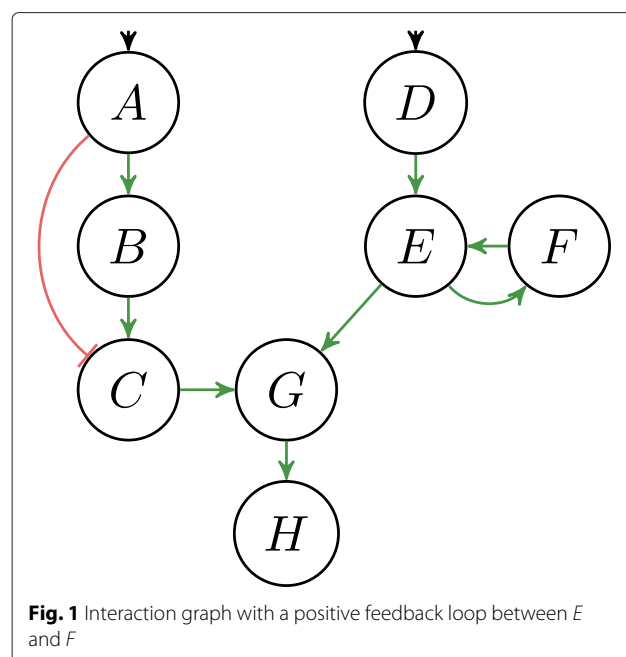 A D
B E F
C G
H
Fig. 1 Interaction graph with a positive feedback loop between E
and F